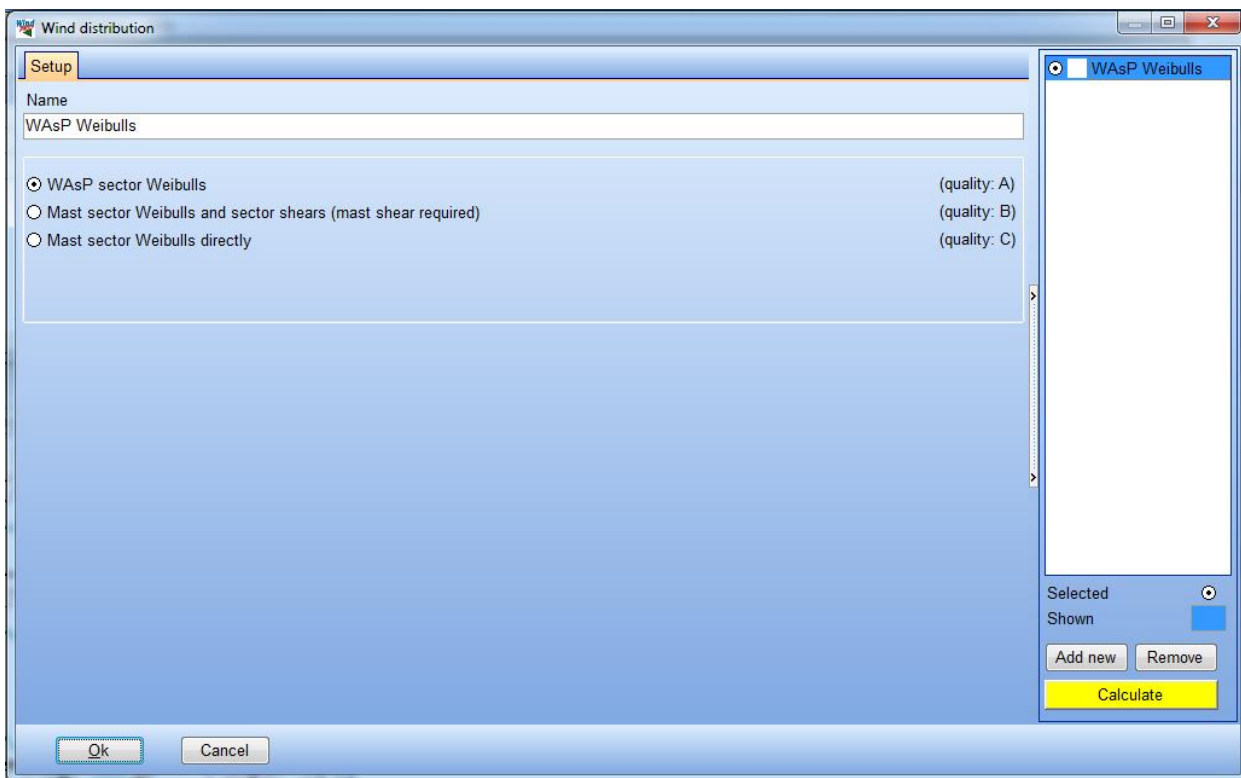 Wind distribution
Setup
Name
WAsP Weibulls
WAsP sector Weibulls (quality: A)
Mast sector Weibulls and sector shears (mast shear required) (quality: B)
Mast sector Weibulls directly (quality: C)
WAsP Weibulls
Selected
Shown
Add new Remove
Calculate
Ok Cancel